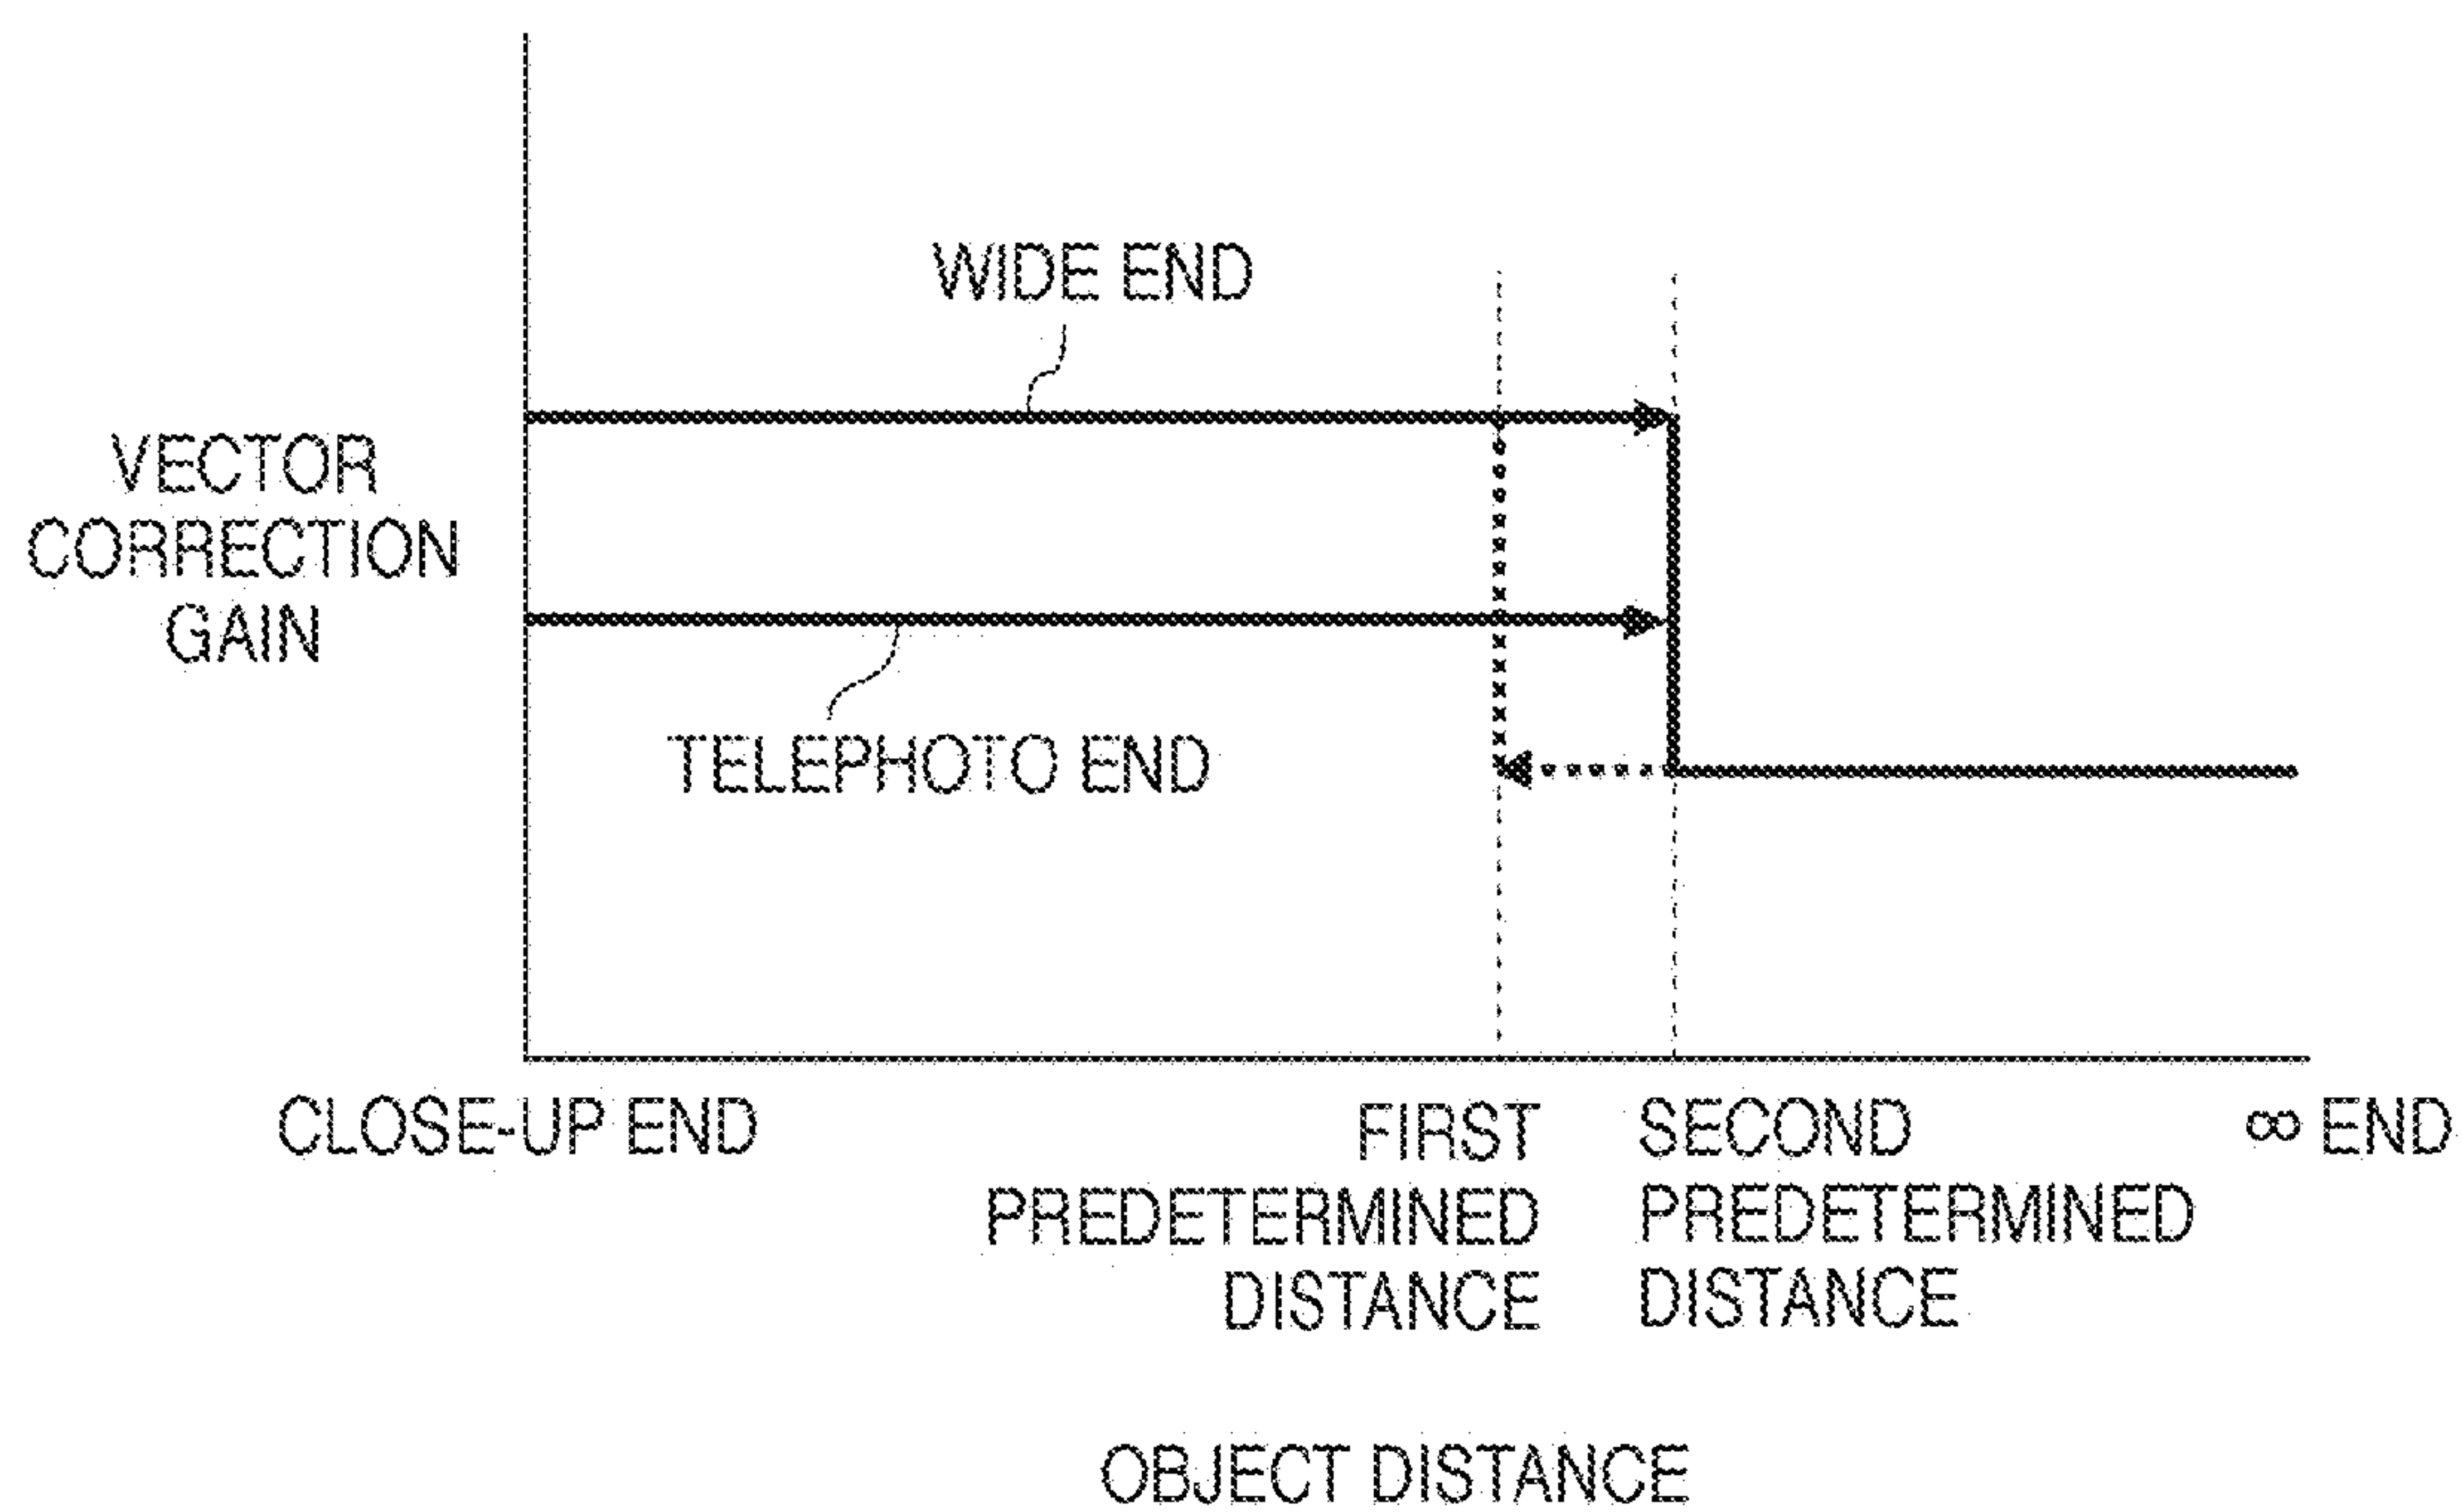 WIDE END
VECTOR
CORRECTION
GAIN
TELEPHOTO END
CLOSE-UP END
FIRST
PREDETERMINED
DISTANCE
SECOND
PREDETERMINED
DISTANCE
∞ END
OBJECT DISTANCE